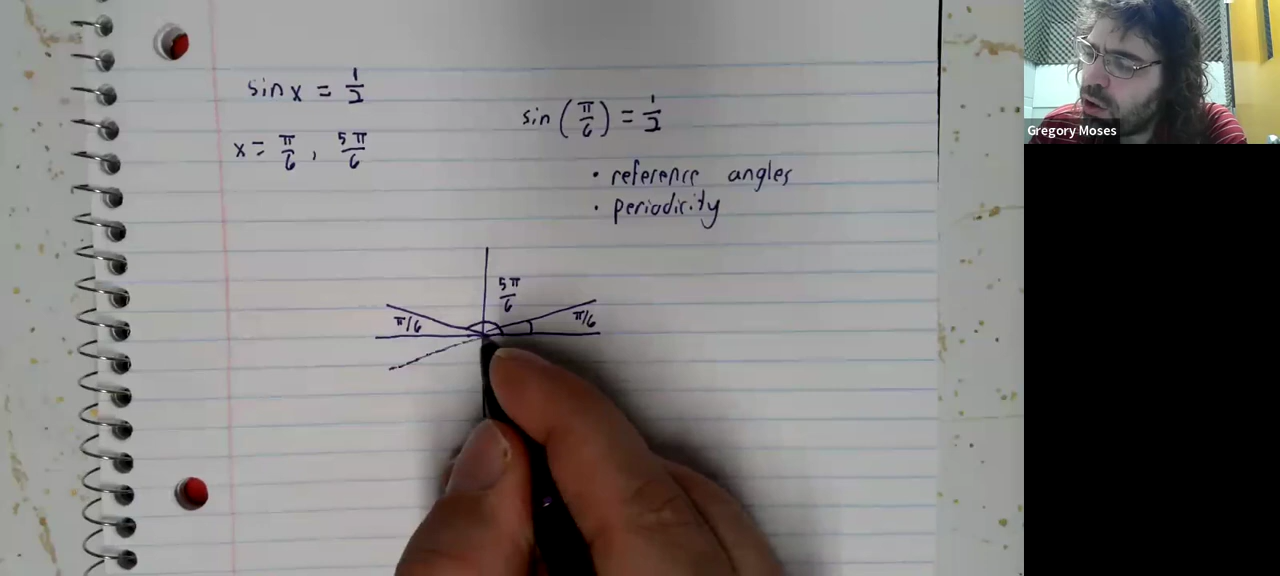 sin x = 1/2
sin (π/6) = 1/2
x = π/6 , 5π/6
• reference angles
• periodicity
5π/6
π/6
π/6
Gregory Moses